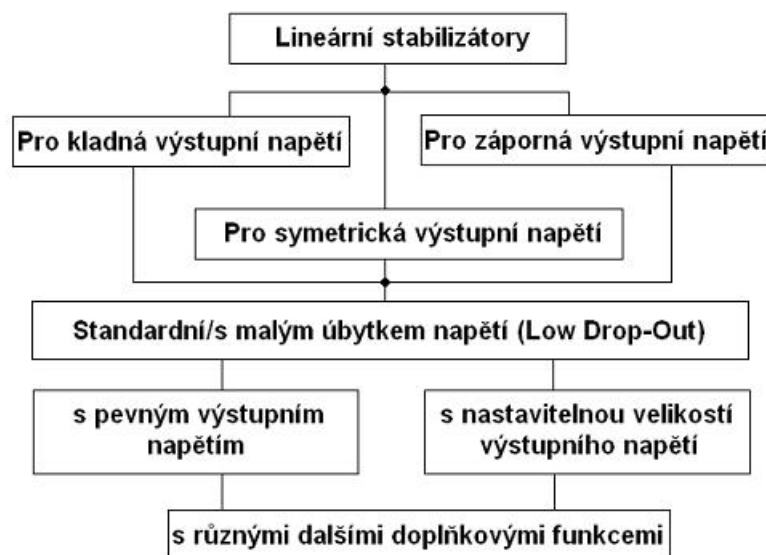 Lineární stabilizátory
Pro kladná výstupní napětí
Pro záporná výstupní napětí
Pro symetrická výstupní napětí
Standardní/s malým úbytkem napětí (Low Drop-Out)
s pevným výstupním
napětím
s nastavitelnou velikostí
výstupního napětí
s různými dalšími doplňkovými funkcemi